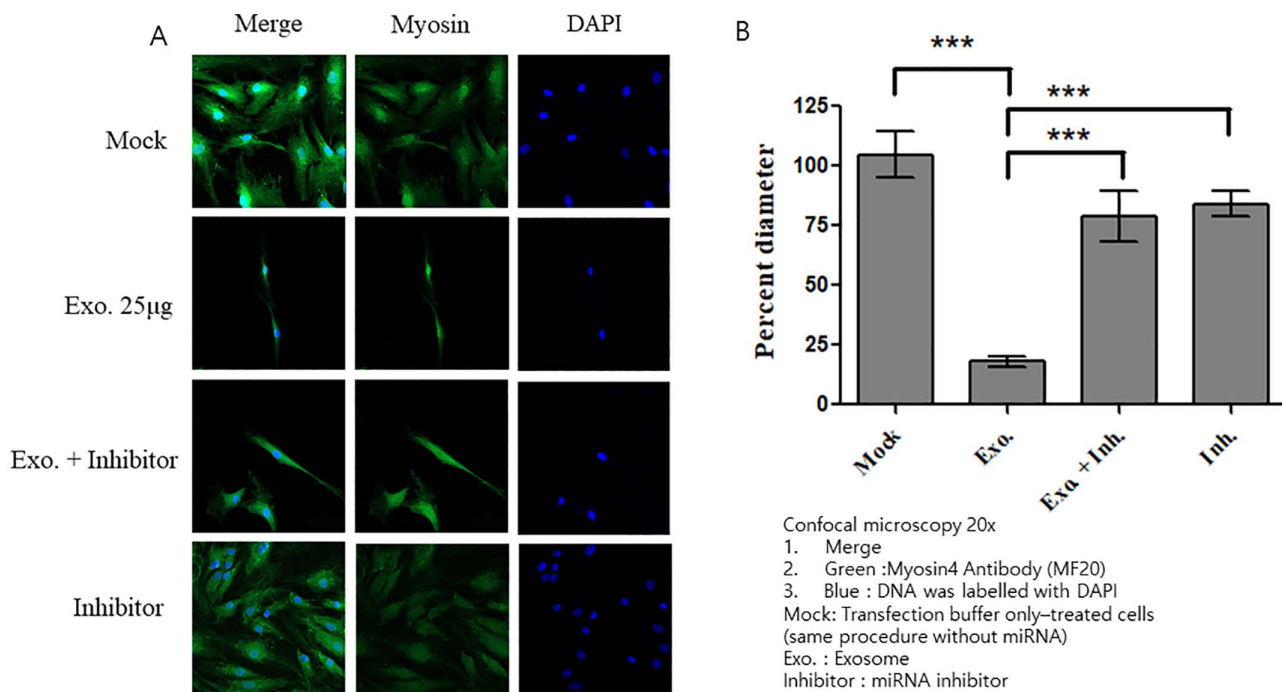 A
Merge
Myosin
DAPI
Mock
Exo. 25μg
Exo. + Inhibitor
Inhibitor
B
***
***
***
Percent diameter
125
100
75
50
25
0
Mock
Exo.
Exo. + Inh.
Inh.
Confocal microscopy 20x
1. Merge
2. Green :Myosin4 Antibody (MF20)
3. Blue : DNA was labelled with DAPI
Mock: Transfection buffer only–treated cells
(same procedure without miRNA)
Exo. : Exosome
Inhibitor : miRNA inhibitor